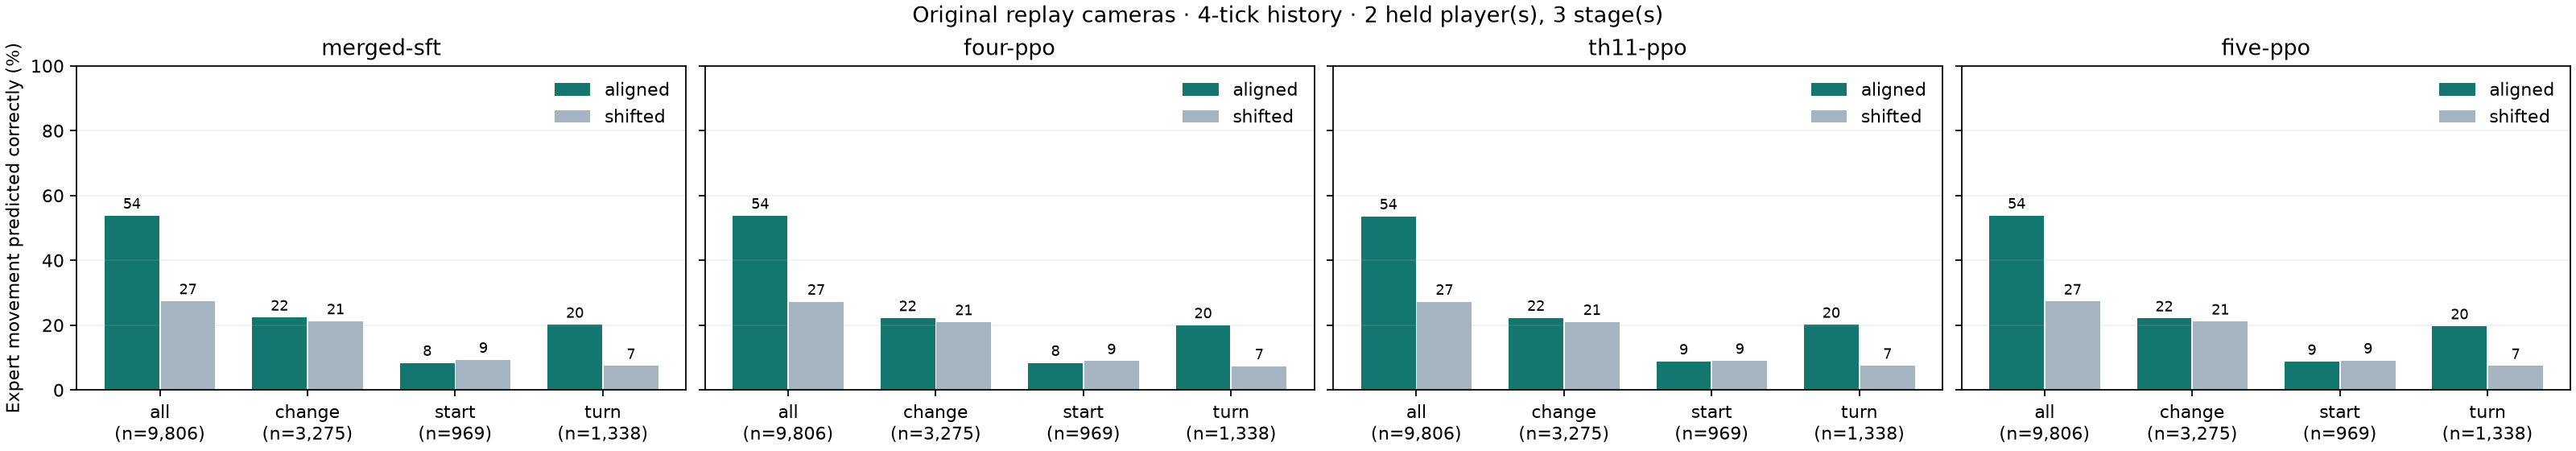 Original replay cameras · 4-tick history · 2 held player(s), 3 stage(s)
Expert movement predicted correctly (%)
merged-sft
100
80
60
40
20
0
aligned
shifted
54 27 22 21 8 9 20 7
all change start turn
(n=9,806) (n=3,275) (n=969) (n=1,338)
four-ppo
aligned
shifted
54 27 22 21 8 9 20 7
all change start turn
(n=9,806) (n=3,275) (n=969) (n=1,338)
th11-ppo
aligned
shifted
54 27 22 21 9 9 20 7
all change start turn
(n=9,806) (n=3,275) (n=969) (n=1,338)
five-ppo
aligned
shifted
54 27 22 21 9 9 20 7
all change start turn
(n=9,806) (n=3,275) (n=969) (n=1,338)